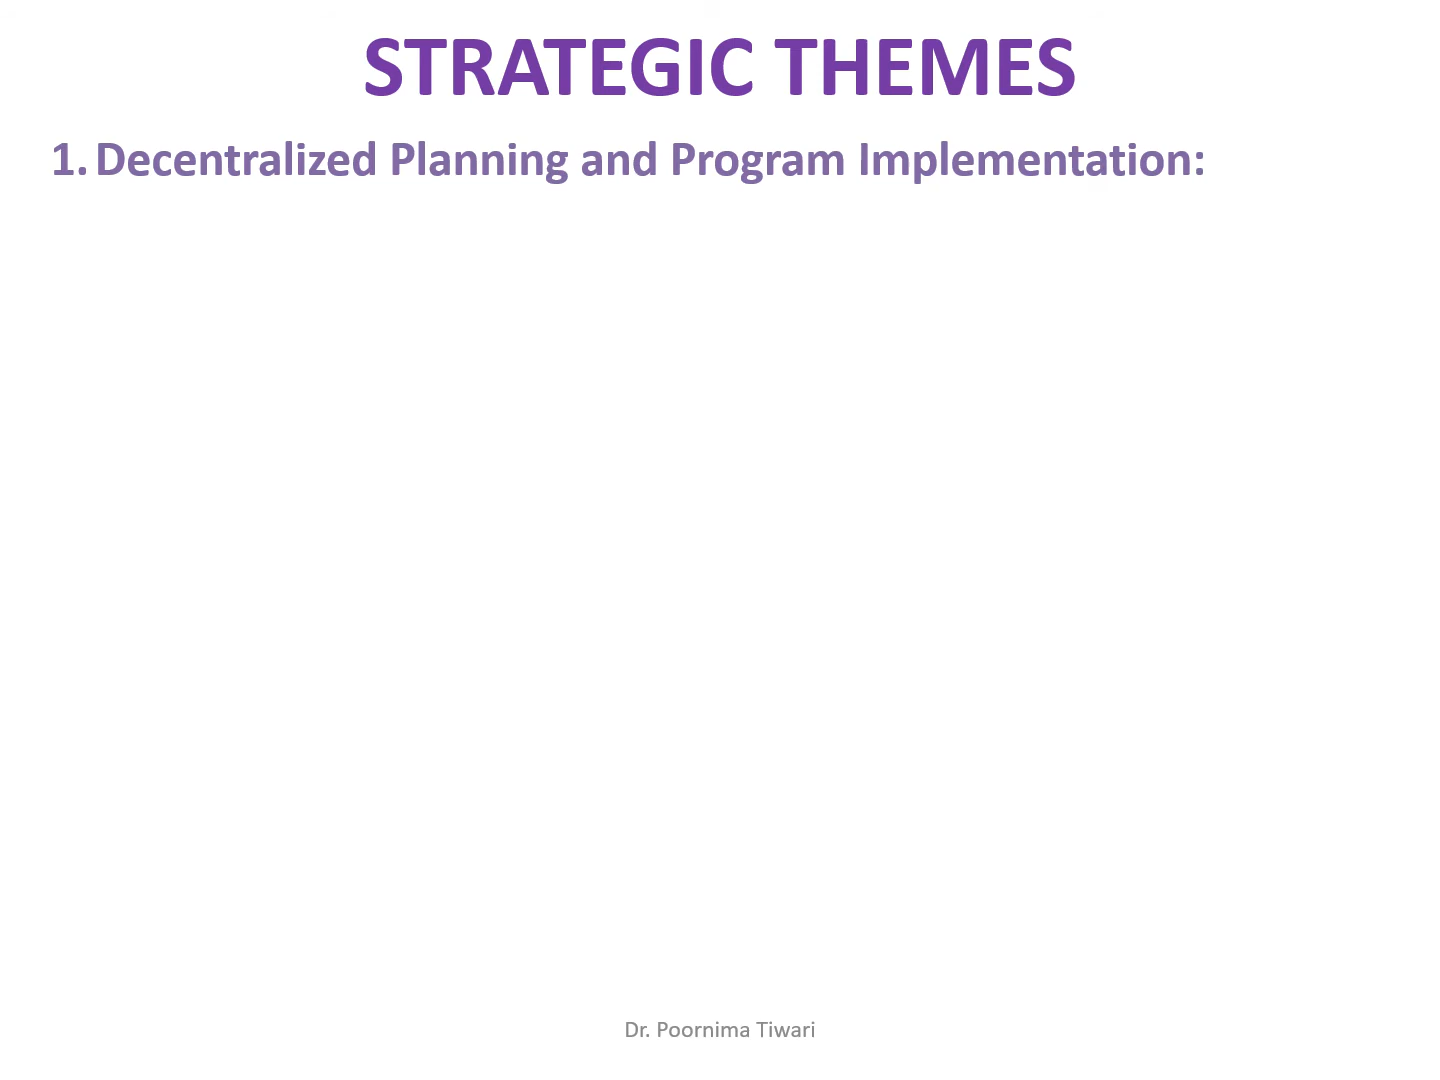 STRATEGIC THEMES
1. Decentralized Planning and Program Implementation:
Dr. Poornima Tiwari